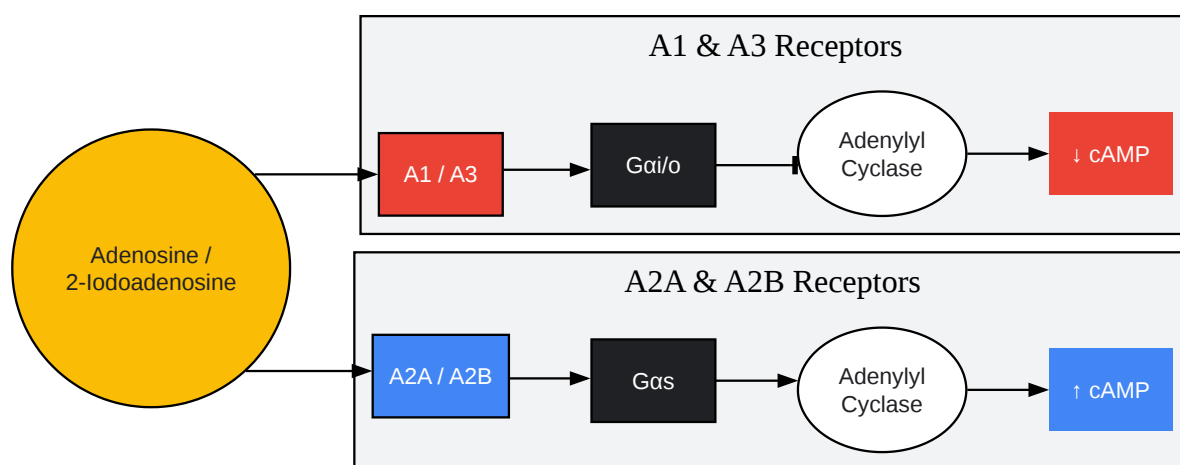 A1 & A3 Receptors
A1 / A3
Gαi/o
Adenylyl
Cyclase
↓ cAMP
Adenosine /
2-Iodoadenosine
A2A & A2B Receptors
A2A / A2B
Gαs
Adenylyl
Cyclase
↑ cAMP